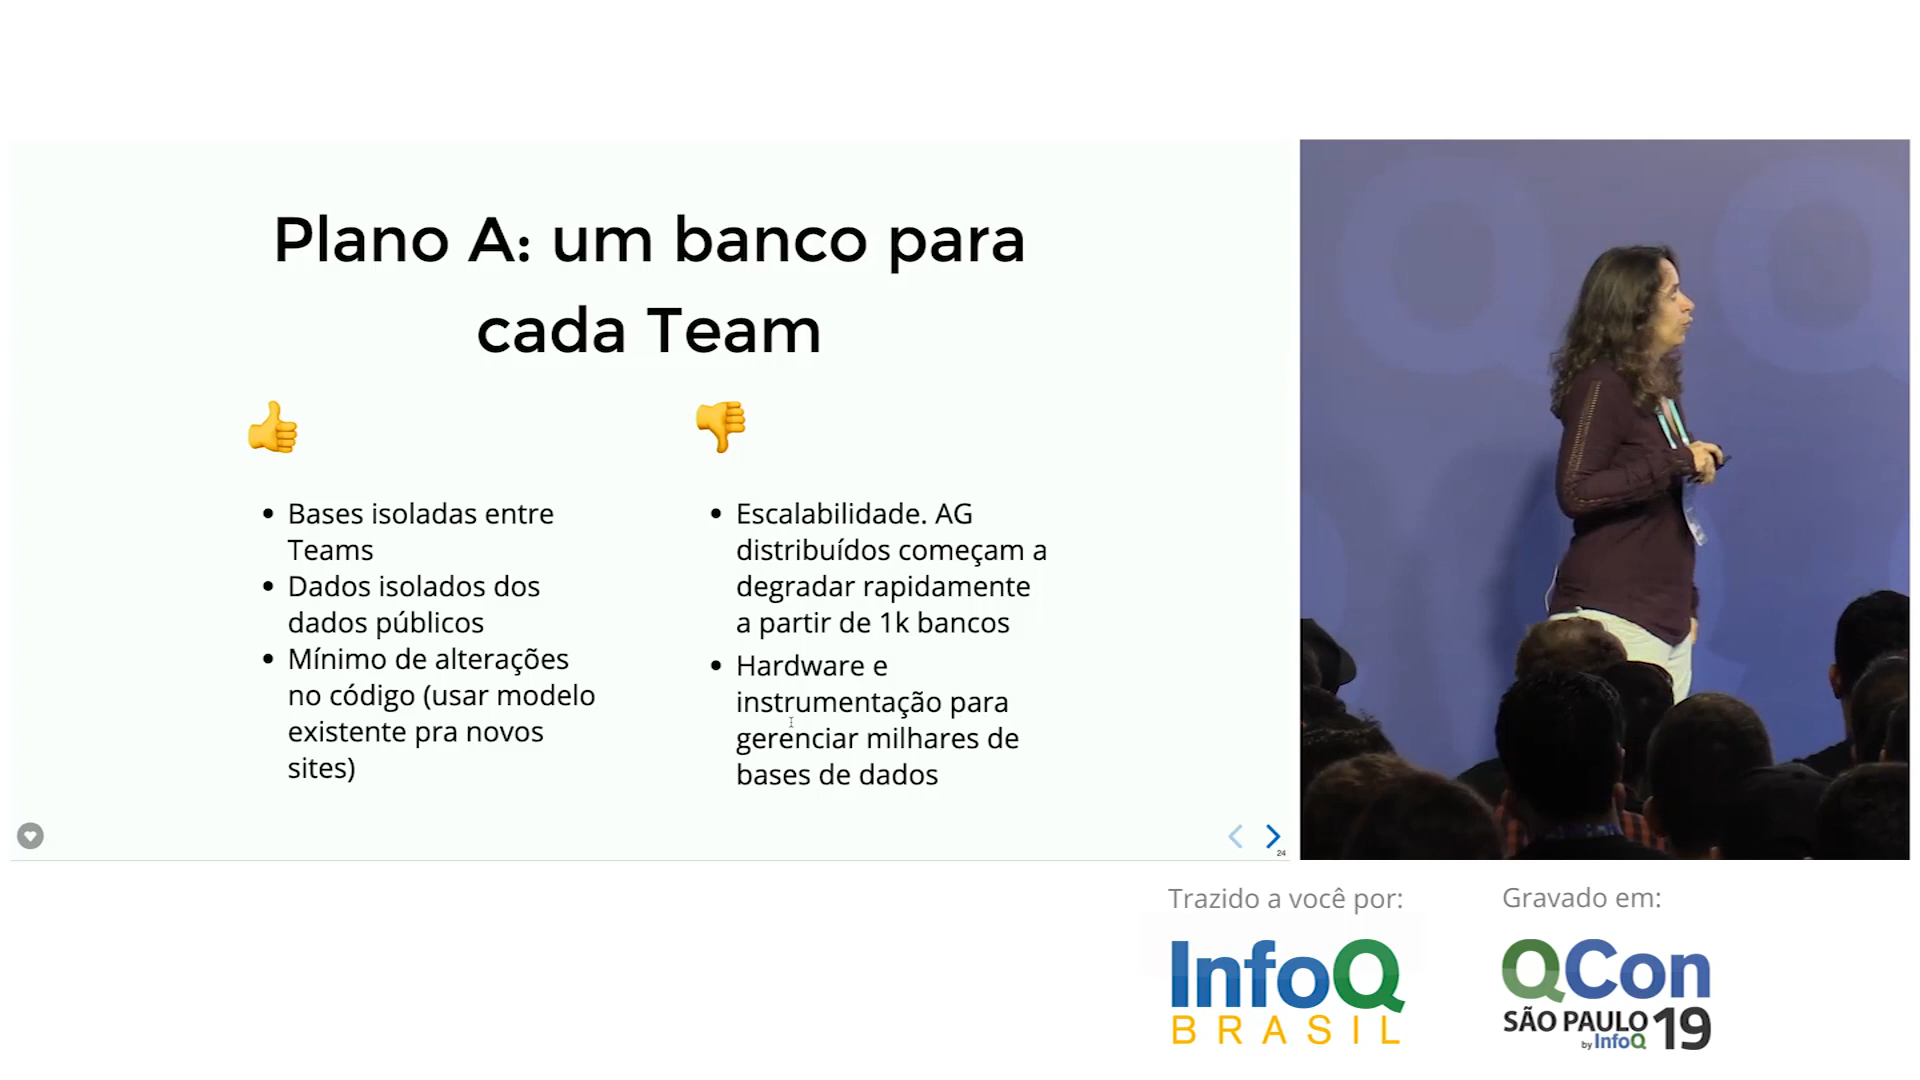 Plano A: um banco para
cada Team
Bases isoladas entre
Teams
Dados isolados dos
dados públicos
Mínimo de alterações
no código (usar modelo
existente pra novos
sites)
Escalabilidade. AG
distribuídos começam a
degradar rapidamente
a partir de 1k bancos
Hardware e
instrumentação para
gerenciar milhares de
bases de dados
24
Trazido a você por:
InfoQ
BRASIL
Gravado em:
QCon
SÃO PAULO 19
by InfoQ